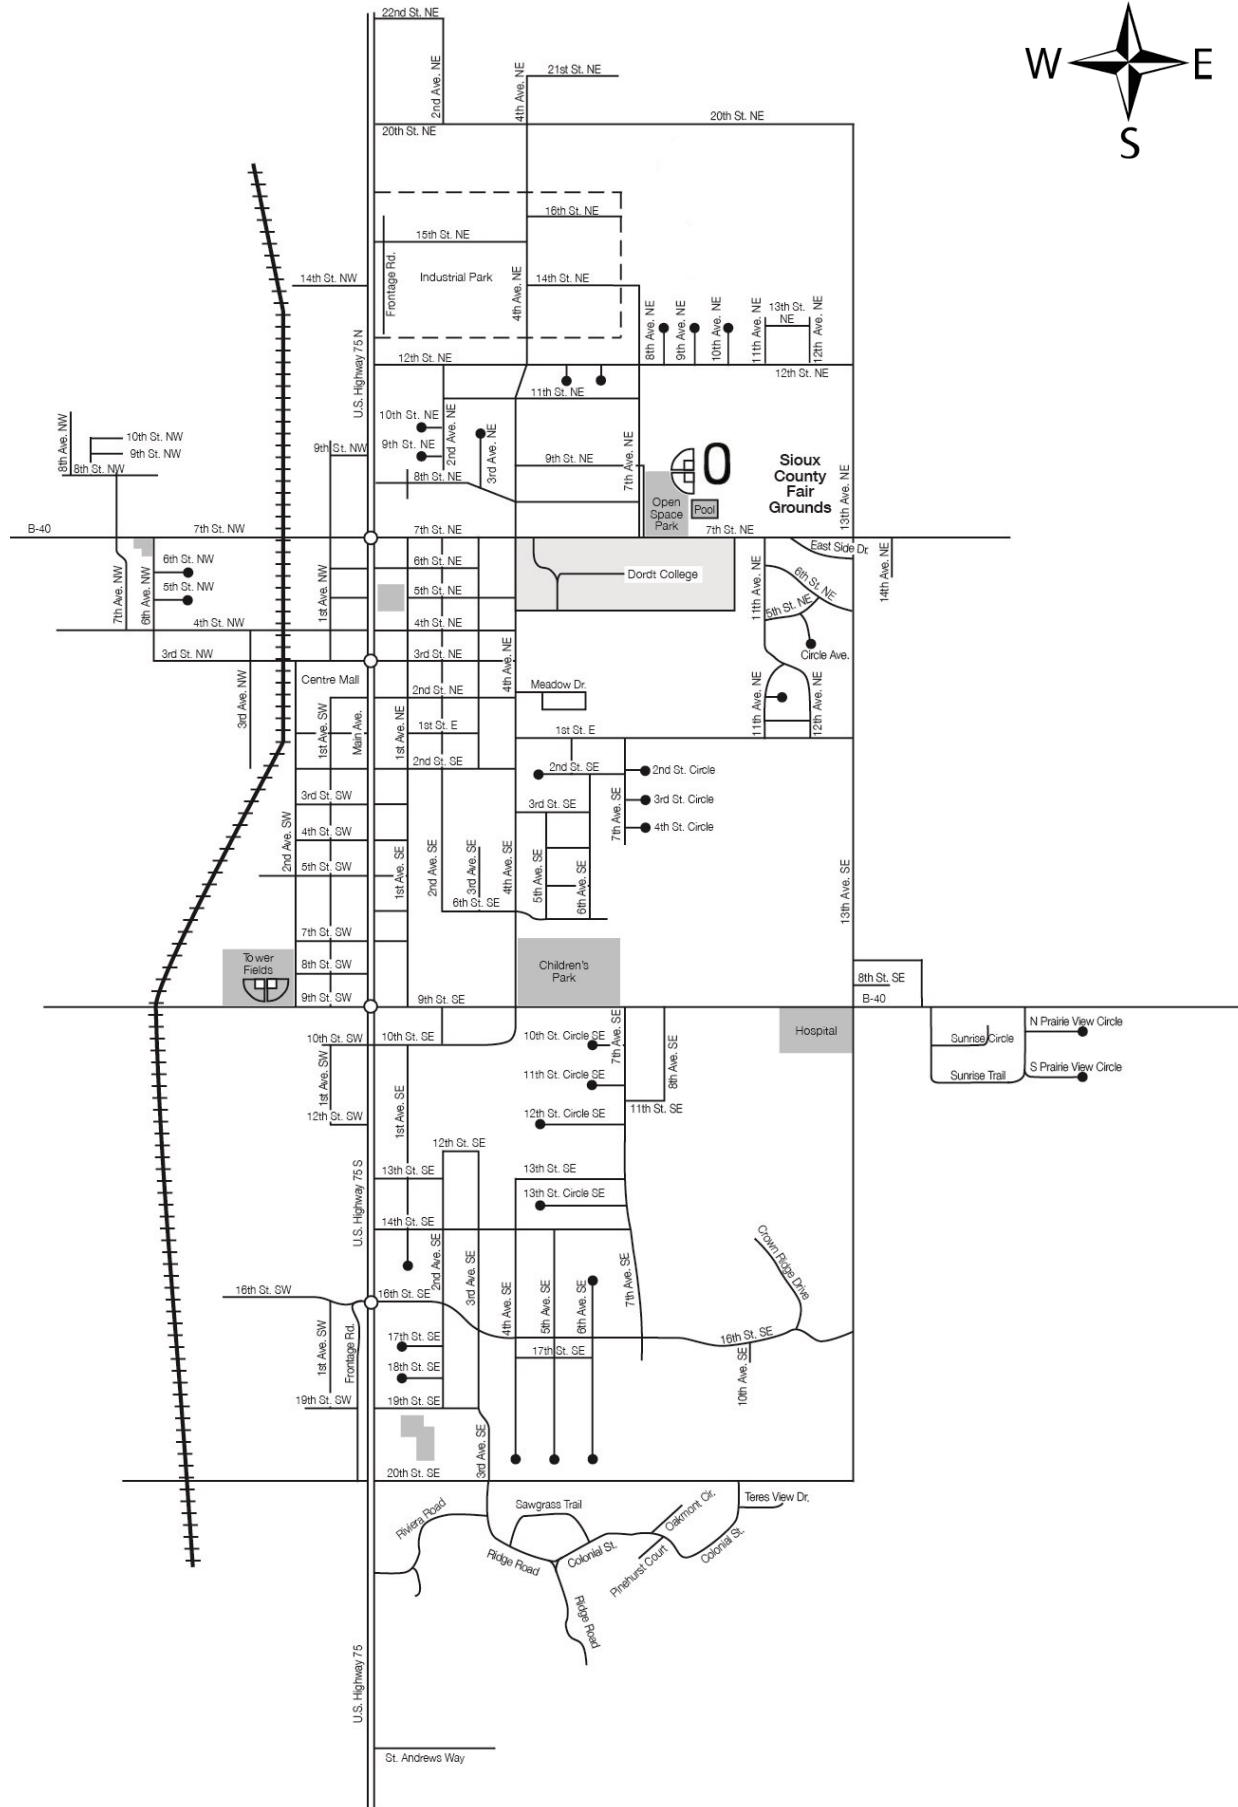 22nd St. NE
2nd Ave. NE
4th Ave. NE
21st St. NE
W
E
S
20th St. NE
20th St. NE
16th St. NE
15th St. NE
14th St. NW
Frontage Rd.
Industrial Park
4th Ave. NE
14th St. NE
U.S. Highway 75 N
8th Ave. NE
9th Ave. NE
10th Ave. NE
11th Ave. NE
13th St.
NE
12th Ave. NE
12th St. NE
12th St. NE
11th St. NE
10th St. NE
2nd Ave. NE
3rd Ave. NE
8th Ave. NW
10th St. NW
9th St. NW
8th St. NW
9th St. NW
9th St. NE
8th St. NE
9th St. NE
7th Ave. NE
Open
Space
Park
Pool
Sioux
County
Fair
Grounds
13th Ave. NE
B-40
7th St. NW
7th St. NE
7th St. NE
East Side Dr.
14th Ave. NE
6th St. NW
5th St. NW
7th Ave. NW
6th Ave. NW
1st Ave. NW
6th St. NE
5th St. NE
Dordt College
11th Ave. NE
6th St. NE
5th St. NE
Circle Ave.
4th St. NW
4th St. NE
3rd St. NW
3rd St. NE
4th Ave. NE
3rd Ave. NW
Centre Mall
2nd St. NE
Meadow Dr.
11th Ave. NE
12th Ave. NE
1st Ave. SW
Main Ave.
1st Ave. NE
1st St. E
1st St. E
2nd St. SE
2nd St. SE
2nd St. Circle
3rd St. SW
3rd St. SE
3rd St. Circle
7th Ave. SE
4th St. SW
4th St. Circle
2nd Ave. SW
5th St. SW
1st Ave. SE
2nd Ave. SE
3rd Ave. SE
4th Ave. SE
5th Ave. SE
6th Ave. SE
13th Ave. SE
6th St. SE
7th St. SW
Tower
Fields
8th St. SW
Children's
Park
8th St. SE
9th St. SW
9th St. SE
B-40
10th St. SW
10th St. SE
10th St. Circle SE
7th Ave. SE
8th Ave. SE
Hospital
Sunrise Circle
N Prairie View Circle
1st Ave. SW
1st Ave. SE
11th St. Circle SE
Sunrise Trail
S Prairie View Circle
12th St. SW
12th St. Circle SE
11th St. SE
12th St. SE
U.S. Highway 75 S
13th St. SE
13th St. SE
13th St. Circle SE
14th St. SE
2nd Ave. SE
3rd Ave. SE
4th Ave. SE
5th Ave. SE
6th Ave. SE
7th Ave. SE
Crown Ridge Drive
16th St. SW
16th St. SE
16th St. SE
1st Ave. SW
Frontage Rd.
17th St. SE
17th St. SE
18th St. SE
10th Ave. SE
19th St. SW
19th St. SE
3rd Ave. SE
20th St. SE
Riviera Road
Sawgrass Trail
Oakmont Cir.
Teres View Dr.
Ridge Road
Colonial St.
Pinehurst Court
Colonial St.
Ridge Road
U.S. Highway 75
St. Andrews Way